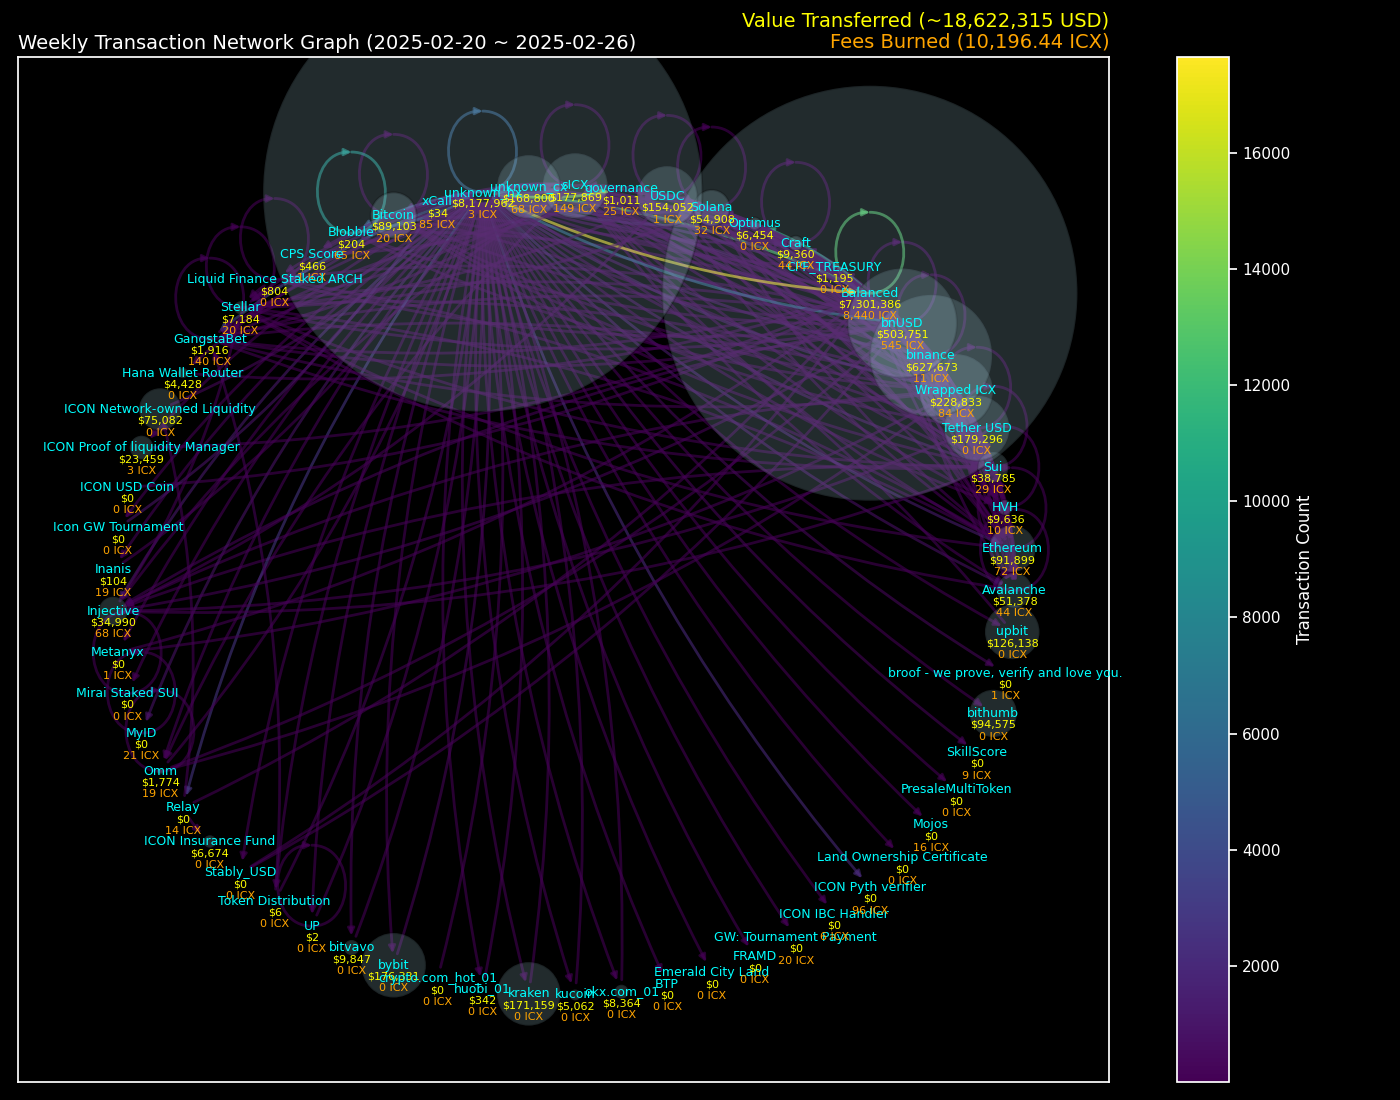 Value Transferred (~18,622,315 USD)
Weekly Transaction Network Graph (2025-02-20 ~ 2025-02-26)
Fees Burned (10,196.44 ICX)
$8,177,962
3 ICX
unknown_cx
$168,800
68 ICX
sICX
$177,869
149 ICX
governance
$1,011
25 ICX
USDC
$154,052
1 ICX
Solana
$54,908
32 ICX
Optimus
$6,454
0 ICX
Craft
$9,360
CPF_TREASURY
$1,195
0 ICX
Balanced
$7,301,386
8,440 ICX
bnUSD
$503,751
545 ICX
binance
$627,673
11 ICX
Wrapped ICX
$228,833
84 ICX
Tether USD
$179,296
0 ICX
Sui
$38,785
29 ICX
HVH
$9,636
10 ICX
Ethereum
$91,899
72 ICX
Avalanche
$51,378
44 ICX
upbit
$126,138
0 ICX
broof - we prove, verify and love you.
$0
1 ICX
bithumb
$94,575
0 ICX
SkillScore
$0
9 ICX
PresaleMultiToken
$0
0 ICX
Mojos
$0
16 ICX
Land Ownership Certificate
$0
0 ICX
ICON Pyth verifier
$0
96 ICX
ICON IBC Handler
$0
GW: Tournament Payment
$0
20 ICX
FRAMD
$0
0 ICX
Emerald City Land
$0
0 ICX
BTP
$0
0 ICX
okx.com_01
$8,364
0 ICX
kucoin
$5,062
0 ICX
kraken
$171,159
0 ICX
huobi_01
$342
0 ICX
crypto.com_hot_01
$0
0 ICX
bybit
$176,331
0 ICX
bitvavo
$9,847
0 ICX
UP
$2
0 ICX
Token Distribution
$6
0 ICX
Stably_USD
$0
0 ICX
ICON Insurance Fund
$6,674
0 ICX
Relay
$0
14 ICX
Omm
$1,774
19 ICX
MyID
$0
21 ICX
Mirai Staked SUI
$0
0 ICX
Metanyx
$0
1 ICX
Injective
$34,990
68 ICX
Inanis
$104
19 ICX
Icon GW Tournament
$0
0 ICX
ICON USD Coin
$0
0 ICX
ICON Proof of liquidity Manager
$23,459
3 ICX
ICON Network-owned Liquidity
$75,082
0 ICX
Hana Wallet Router
$4,428
0 ICX
GangstaBet
$1,916
140 ICX
Stellar
$7,184
20 ICX
Liquid Finance Staked ARCH
$804
0 ICX
CPS Score
$466
Blobble
$204
Bitcoin
$89,103
20 ICX
xCall
$34
85 ICX
16000
14000
12000
10000
8000
6000
4000
2000
Transaction Count